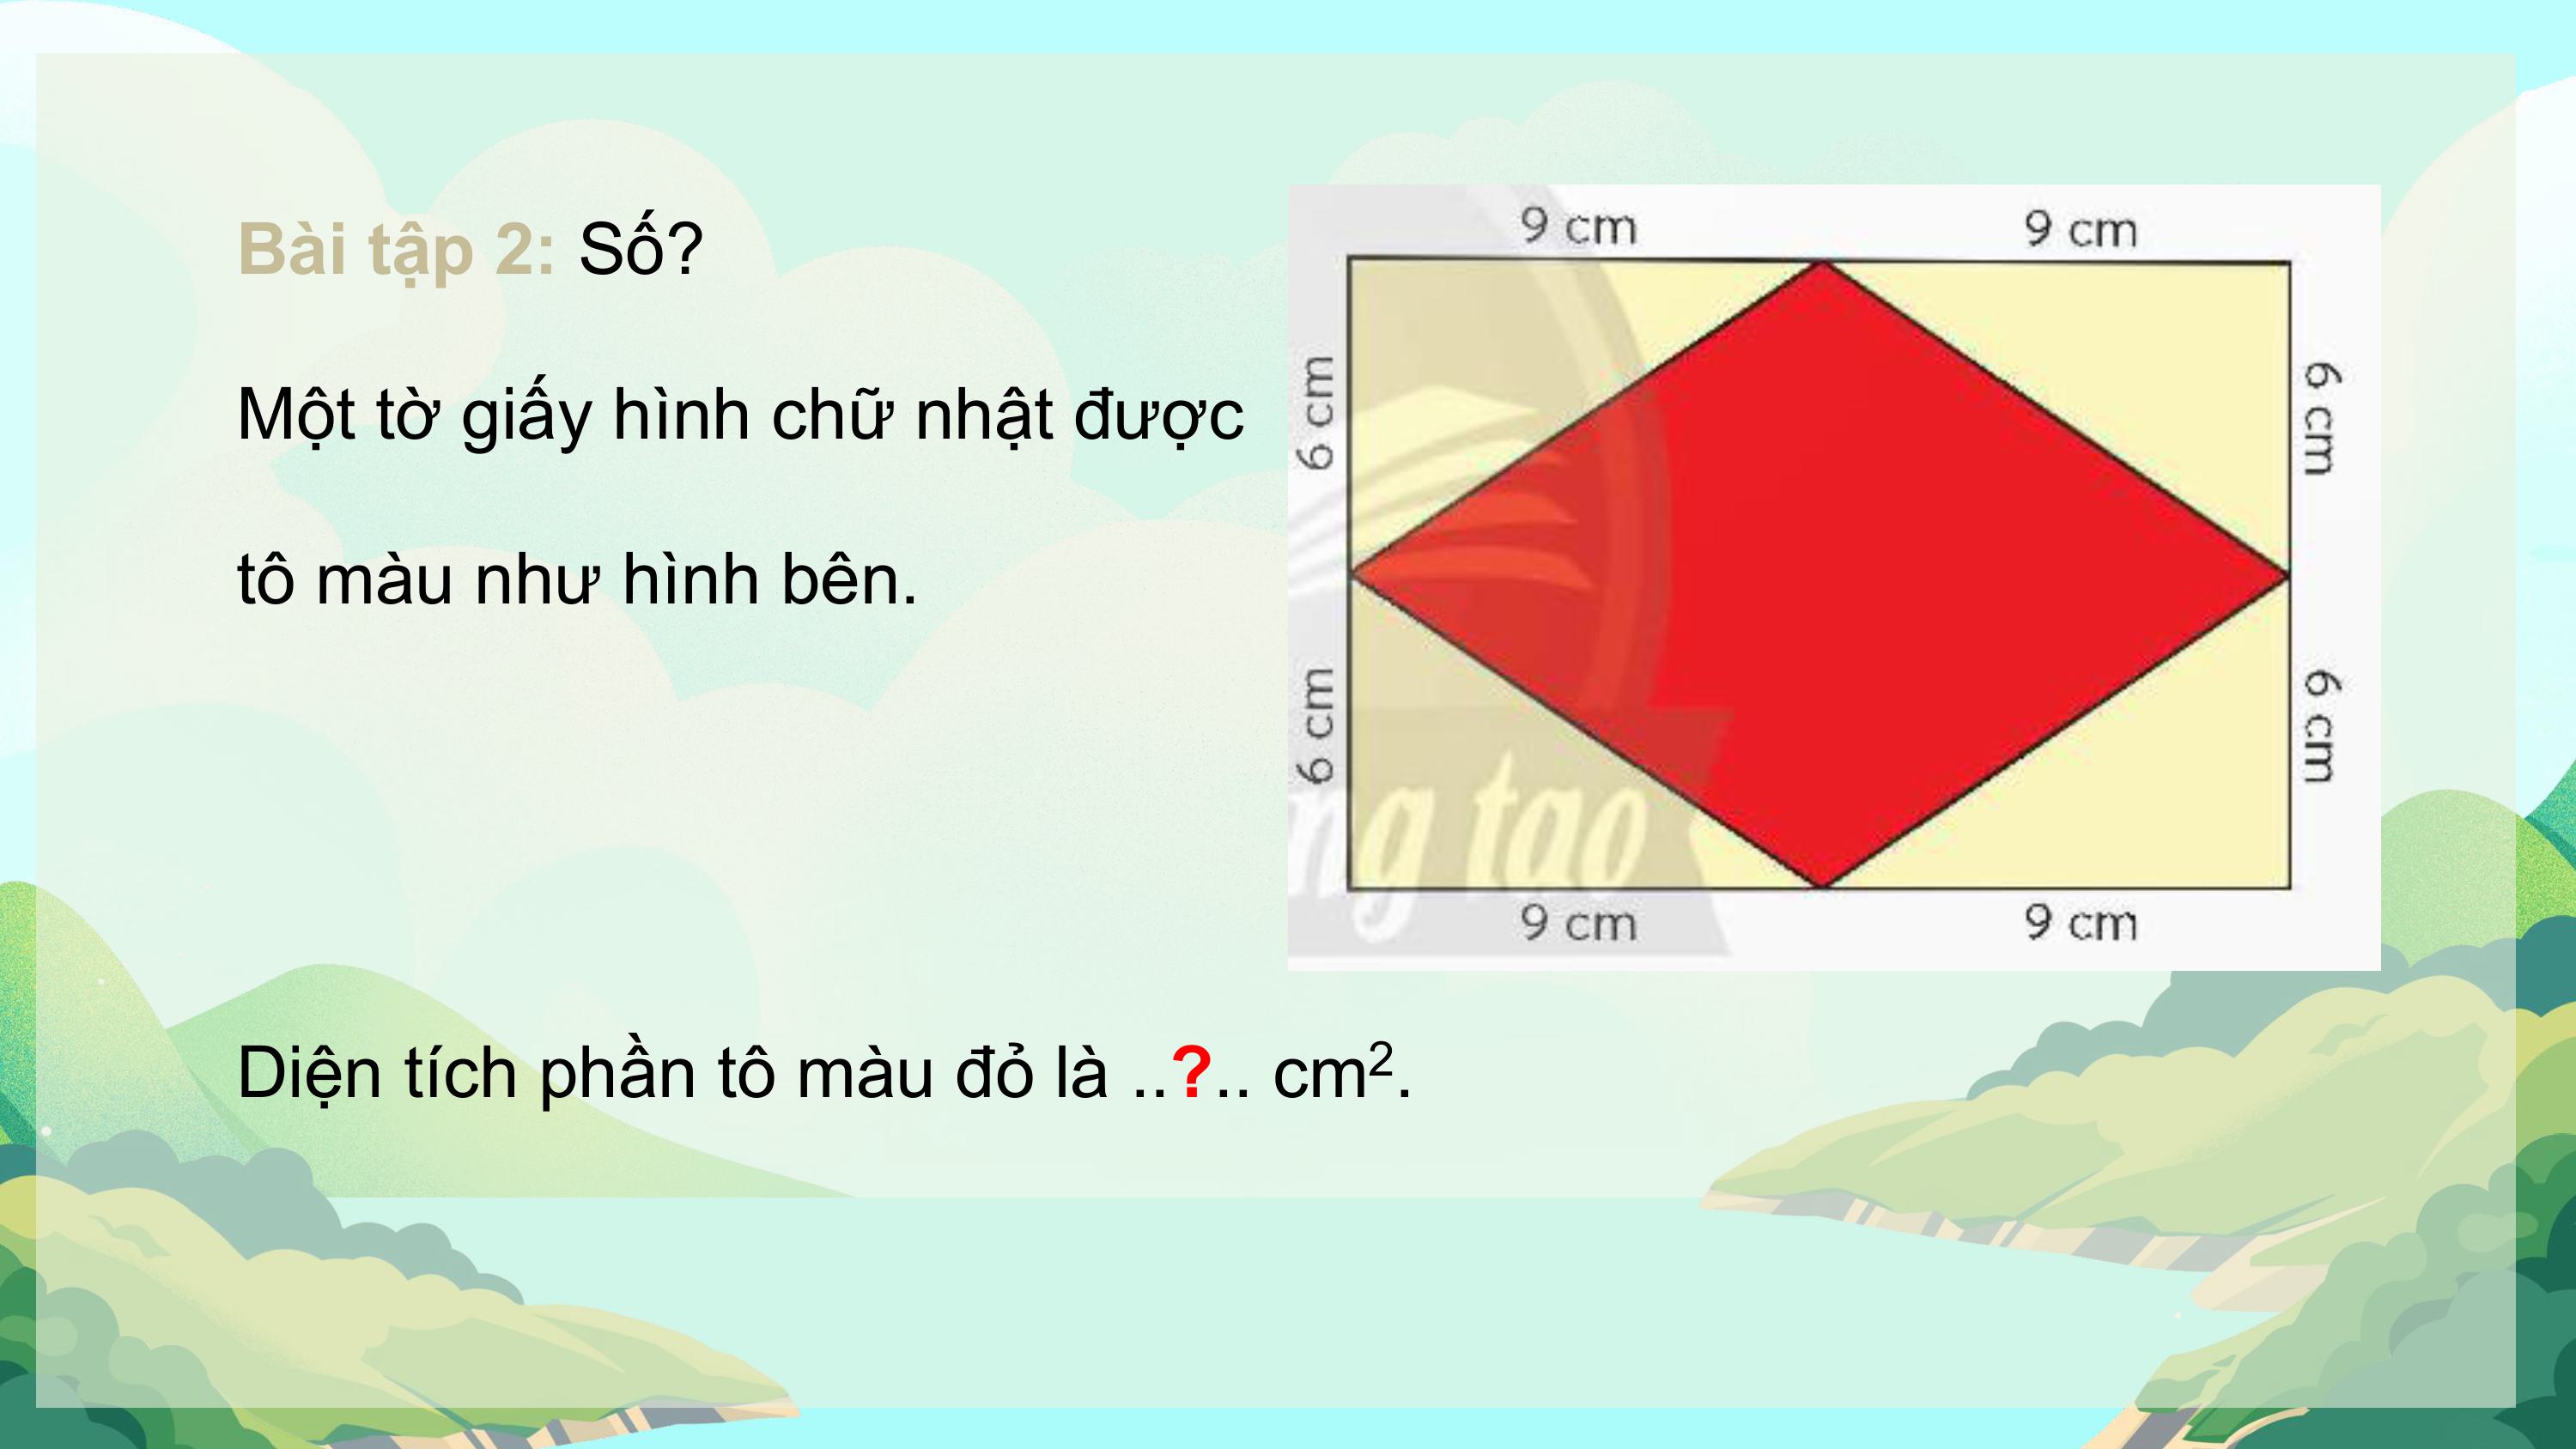 Bài tập 2: Số?
Một tờ giấy hình chữ nhật được
tô màu như hình bên.
9 cm 9 cm
6 cm 6 cm
6 cm 6 cm
ng tạo
9 cm 9 cm
Diện tích phần tô màu đỏ là ..?.. cm².